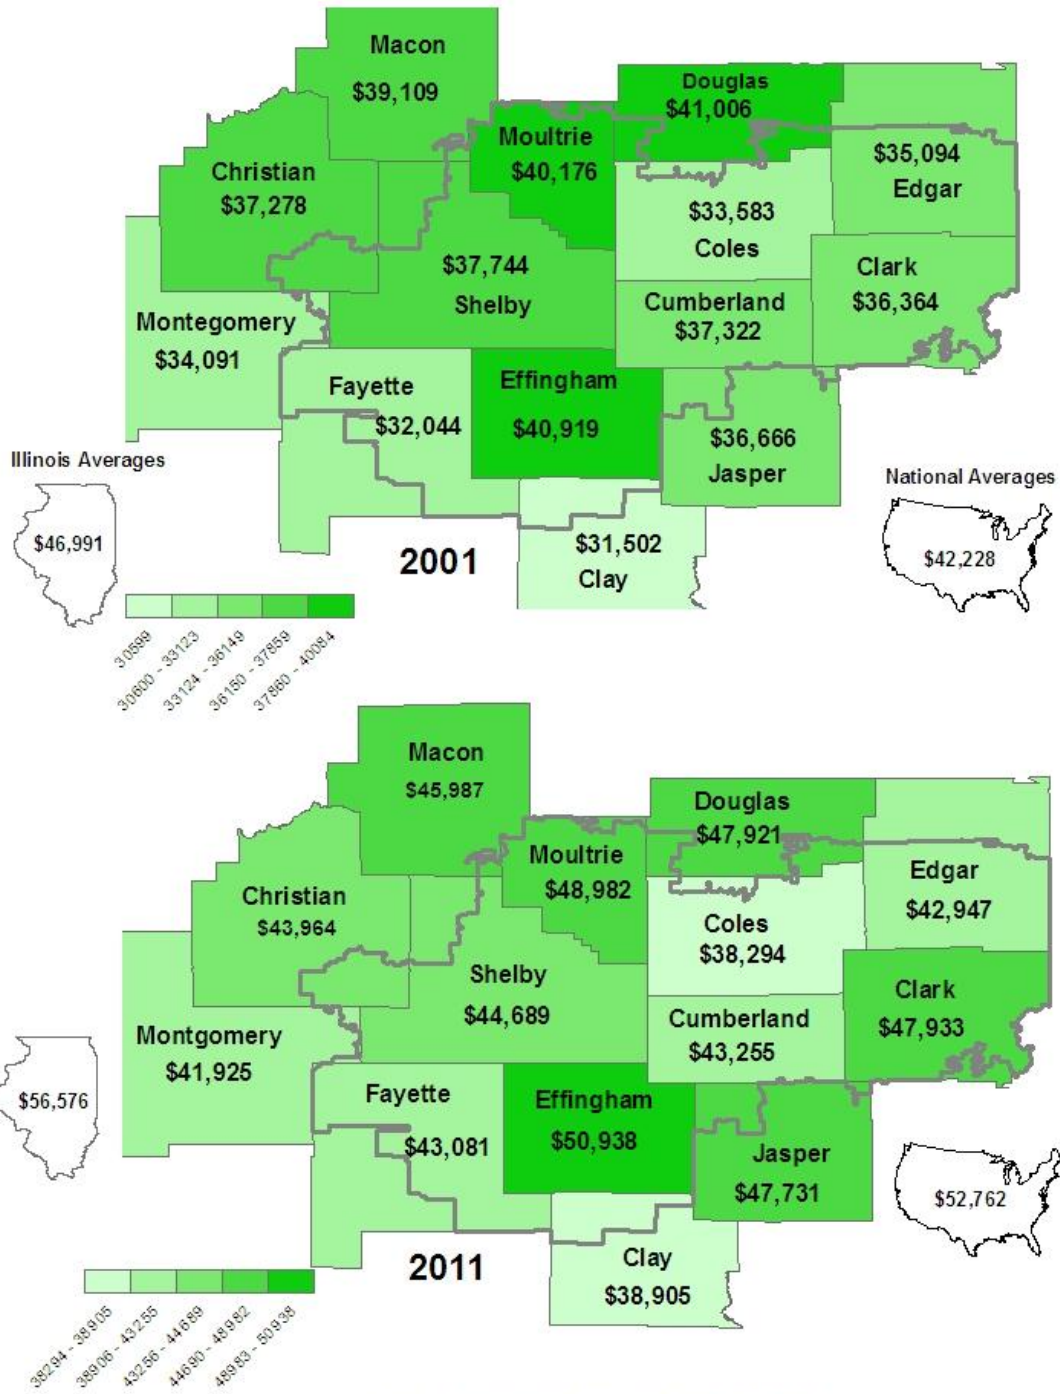 Macon
$39,109
Douglas
$41,006
Moultrie
$40,176
$35,094
Edgar
Christian
$37,278
$33,583
Coles
$37,744
Shelby
Clark
$36,364
Cumberland
$37,322
Montegomery
$34,091
Fayette
$32,044
Effingham
$40,919
$36,666
Jasper
Illinois Averages
$46,991
National Averages
$42,228
2001
$31,502
Clay
30599
30600 - 33123
33124 - 36149
36150 - 37859
37860 - 40084
Macon
$45,987
Douglas
$47,921
Moultrie
$48,982
Edgar
$42,947
Christian
$43,964
Coles
$38,294
Shelby
$44,689
Clark
$47,933
Cumberland
$43,255
Montgomery
$41,925
Fayette
$43,081
Effingham
$50,938
Jasper
$47,731
$56,576
$52,762
2011
Clay
$38,905
38294 - 38905
38906 - 43255
43256 - 44689
44690 - 48982
48983 - 50938